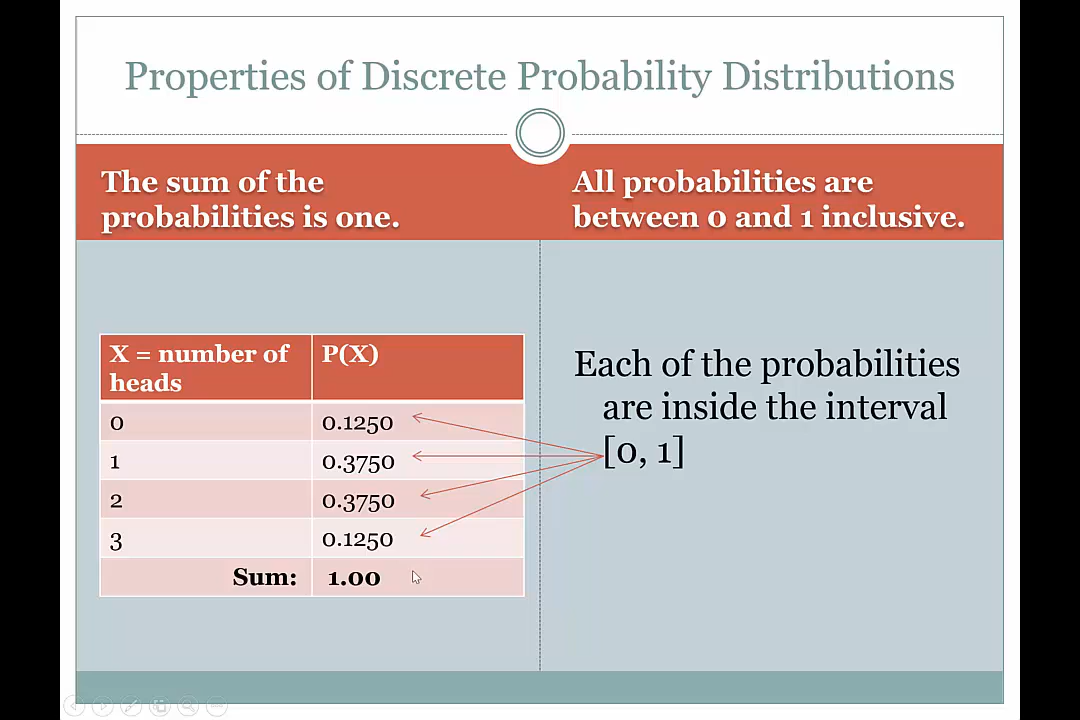 Properties of Discrete Probability Distributions
The sum of the
probabilities is one.
All probabilities are
between 0 and 1 inclusive.
X = number of
heads
P(X)
0 0.1250
1 0.3750
2 0.3750
3 0.1250
Sum: 1.00
Each of the probabilities
are inside the interval
[0, 1]